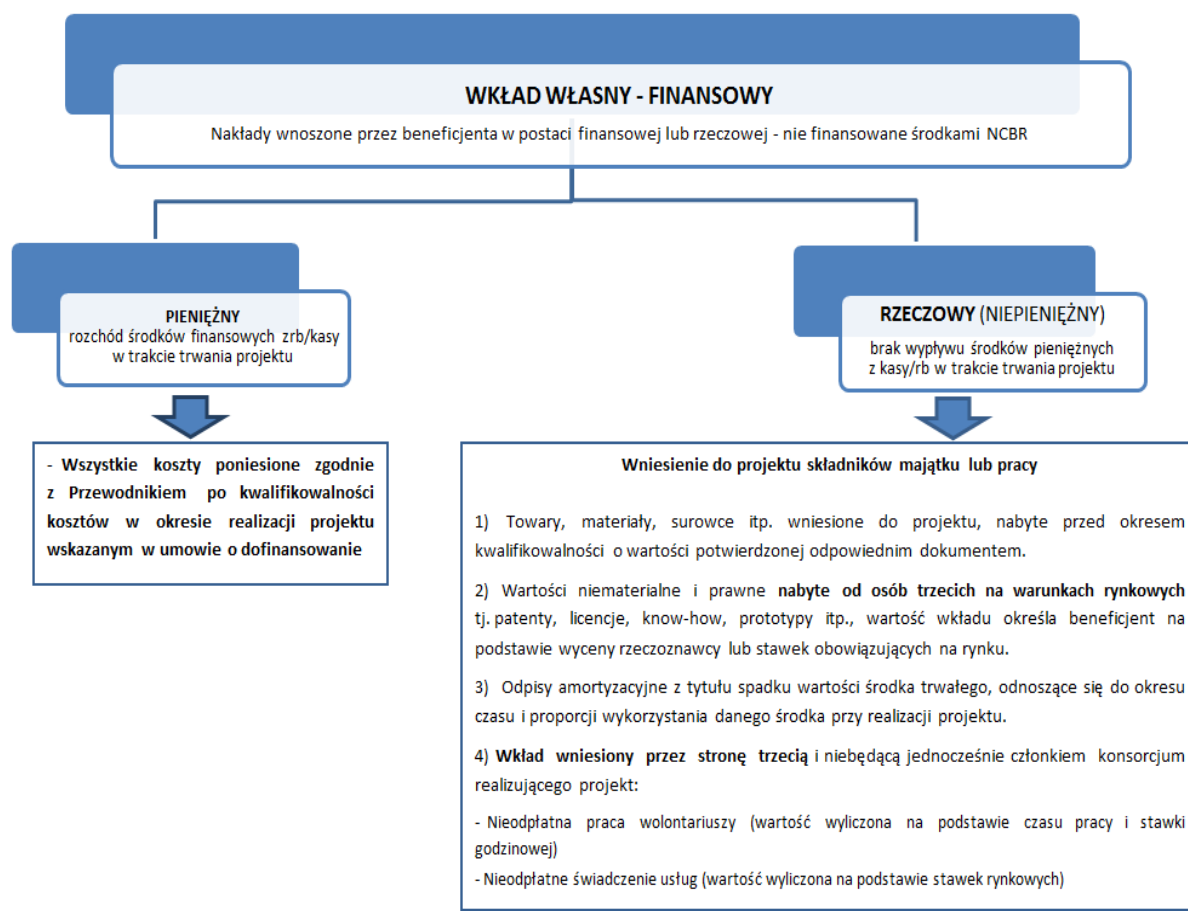 WKŁAD WŁASNY - FINANSOWY
Nakłady wnoszone przez beneficjenta w postaci finansowej lub rzeczowej - nie finansowane środkami NCBR
PIENIĘŻNY
rozchód środków finansowych zrb/kasy
w trakcie trwania projektu
- Wszystkie koszty poniesione zgodnie
z Przewodnikiem po kwalifikowalności
kosztów w okresie realizacji projektu
wskazanym w umowie o dofinansowanie
RZECZOWY (NIEPIENIĘŻNY)
brak wypływu środków pieniężnych
z kasy/rb w trakcie trwania projektu
Wniesienie do projektu składników majątku lub pracy
1) Towary, materiały, surowce itp. wniesione do projektu, nabyte przed okresem
kwalifikowalności o wartości potwierdzonej odpowiednim dokumentem.
2) Wartości niematerialne i prawne nabyte od osób trzecich na warunkach rynkowych
tj. patenty, licencje, know-how, prototypy itp., wartość wkładu określa beneficjent na
podstawie wyceny rzeczoznawcy lub stawek obowiązujących na rynku.
3) Odpisy amortyzacyjne z tytułu spadku wartości środka trwałego, odnoszące się do okresu
czasu i proporcji wykorzystania danego środka przy realizacji projektu.
4) Wkład wniesiony przez stronę trzecią i niebędącą jednocześnie członkiem konsorcjum
realizującego projekt:
- Nieodpłatna praca wolontariuszy (wartość wyliczona na podstawie czasu pracy i stawki
godzinowej)
- Nieodpłatne świadczenie usług (wartość wyliczona na podstawie stawek rynkowych)